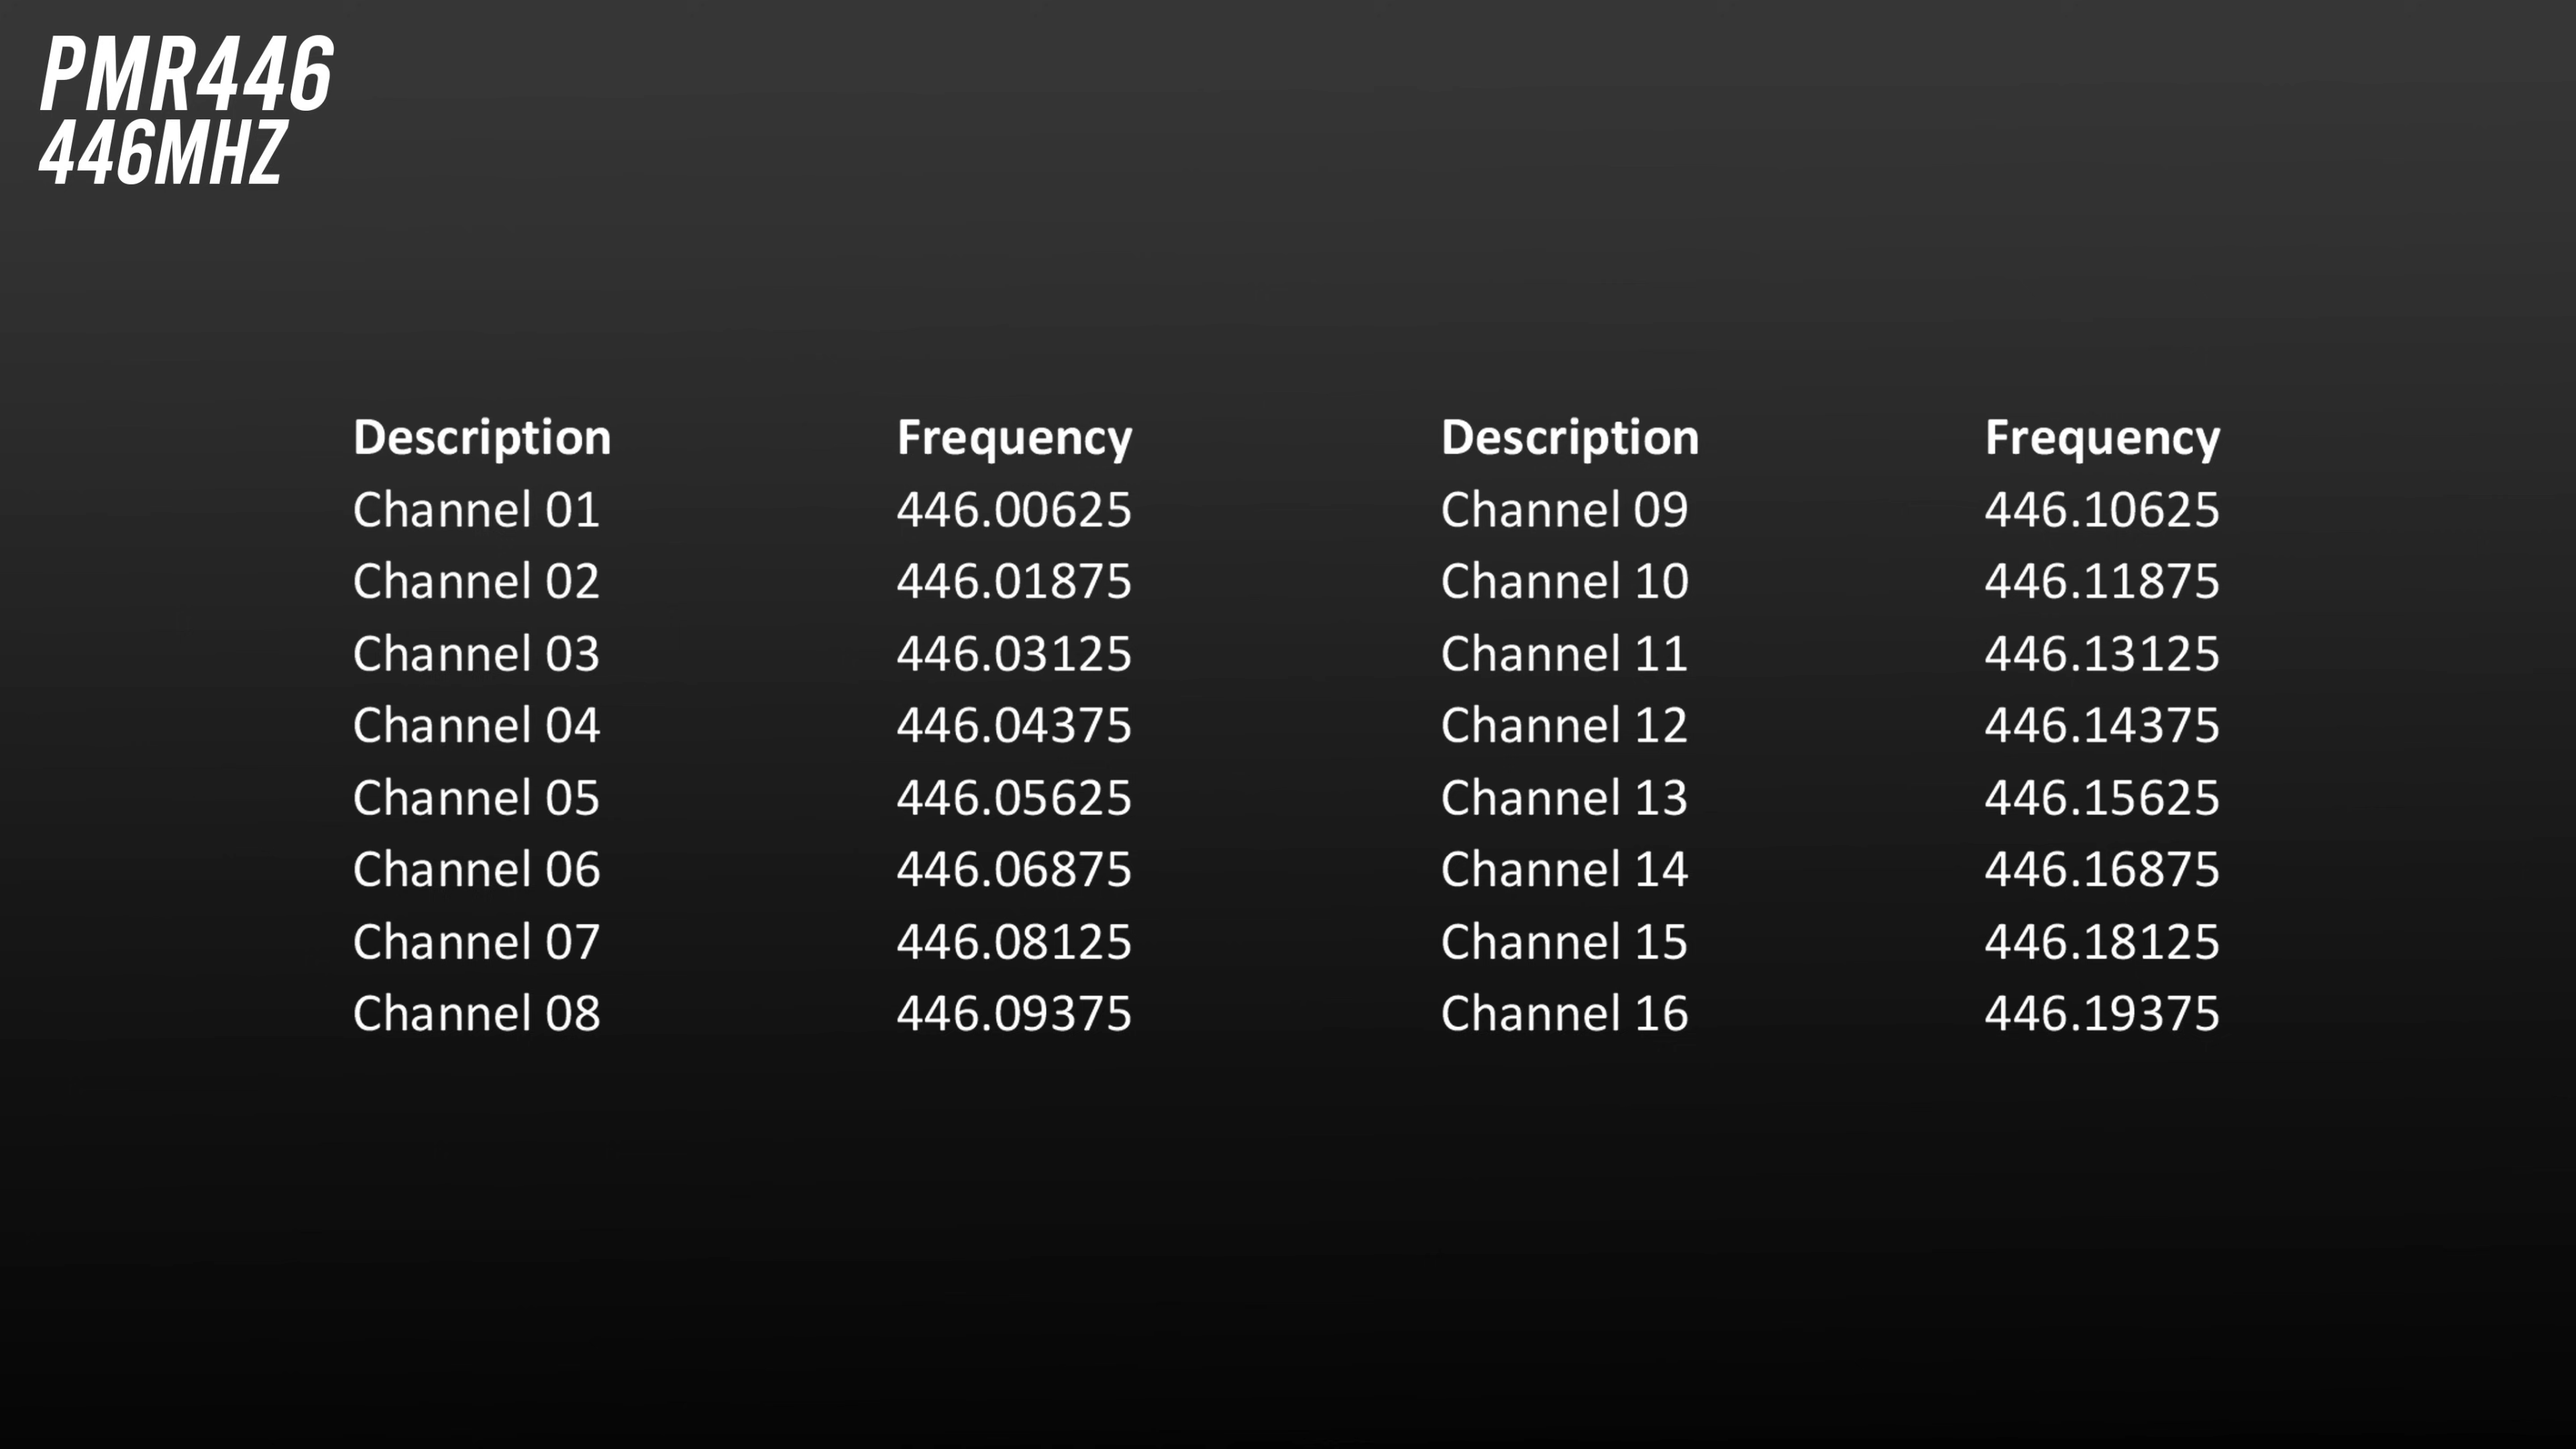 PMR446
446MHZ
Description Frequency Description Frequency
Channel 01 446.00625 Channel 09 446.10625
Channel 02 446.01875 Channel 10 446.11875
Channel 03 446.03125 Channel 11 446.13125
Channel 04 446.04375 Channel 12 446.14375
Channel 05 446.05625 Channel 13 446.15625
Channel 06 446.06875 Channel 14 446.16875
Channel 07 446.08125 Channel 15 446.18125
Channel 08 446.09375 Channel 16 446.19375